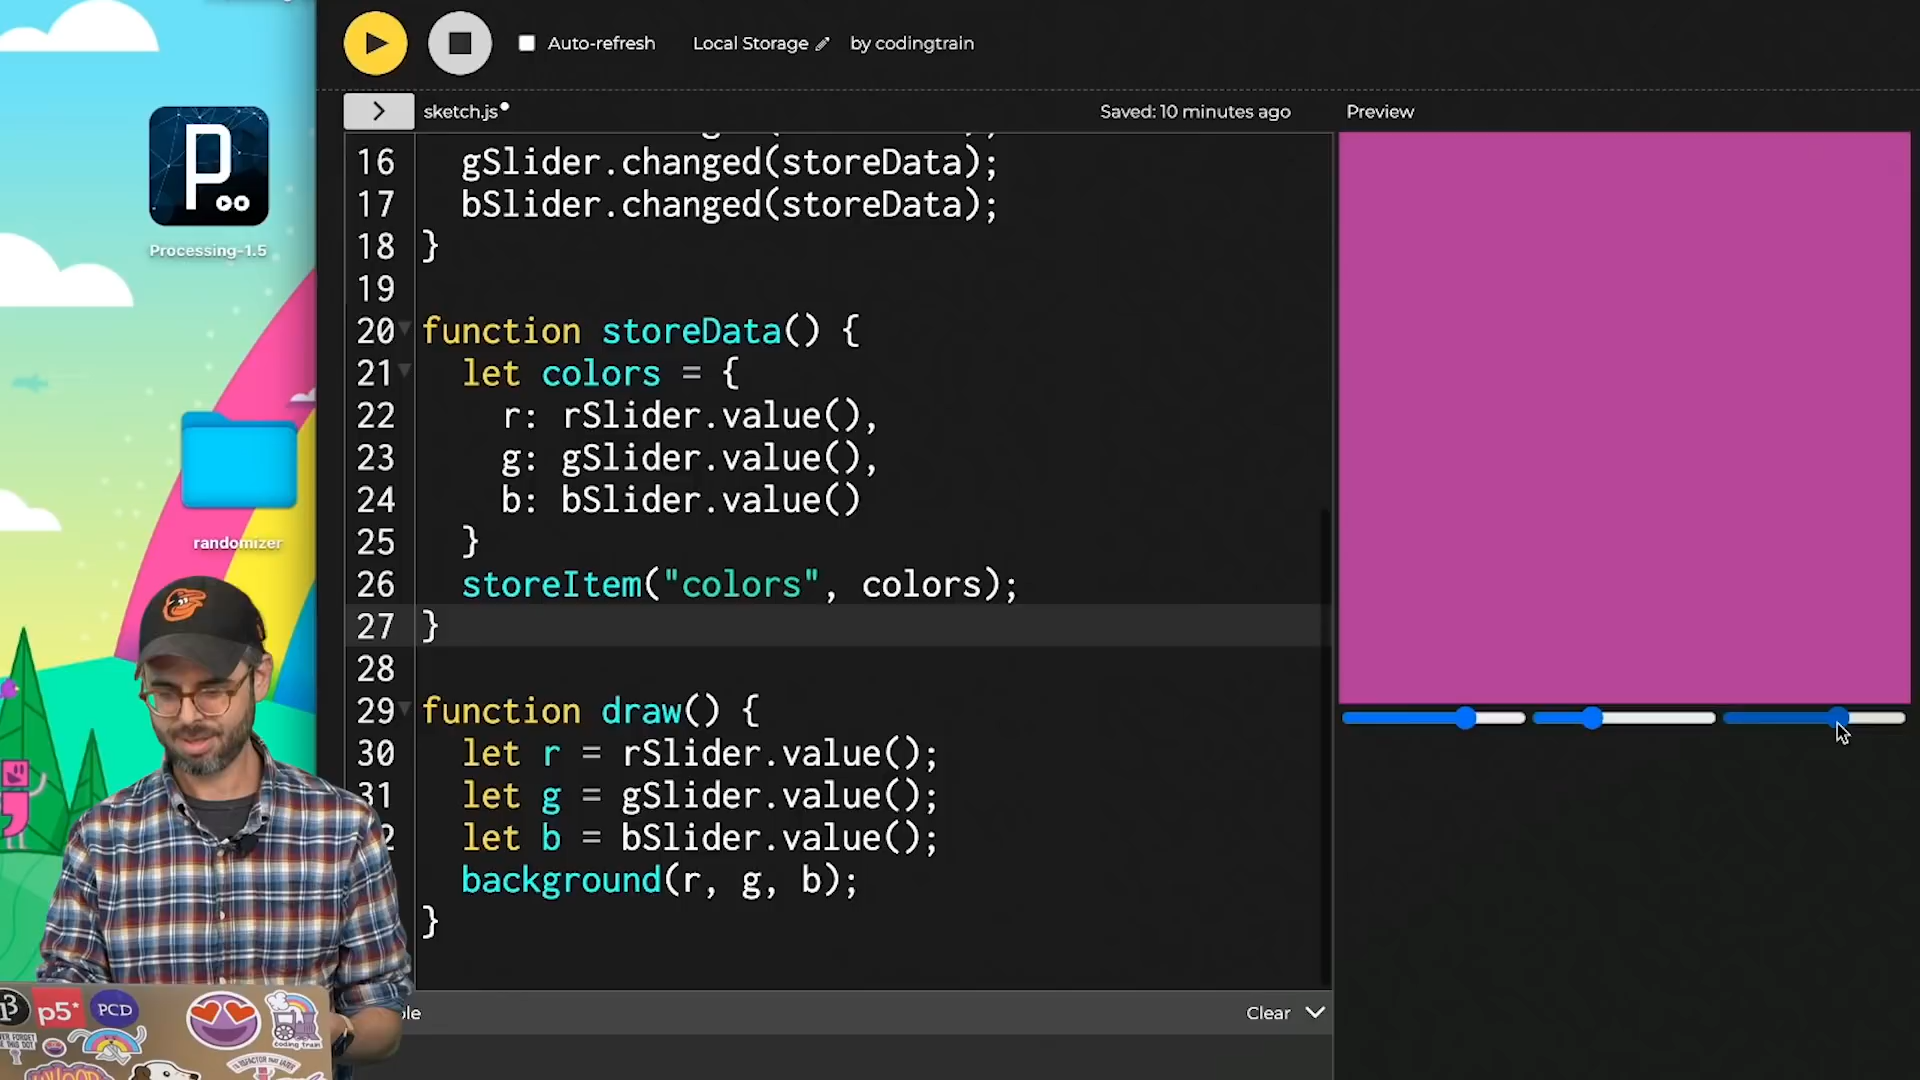 Auto-refresh
Local Storage
by codingtrain
sketch.js
Saved: 10 minutes ago
Preview
Processing-1.5
randomizer
16 gSlider.changed(storeData);
17 bSlider.changed(storeData);
18 }
19
20 function storeData() {
21 let colors = {
22 r: rSlider.value(),
23 g: gSlider.value(),
24 b: bSlider.value()
25 }
26 storeItem("colors", colors);
27 }
28
29 function draw() {
30 let r = rSlider.value();
31 let g = gSlider.value();
2 let b = bSlider.value();
background(r, g, b);
}
Clear
p5*
PCD
coding train